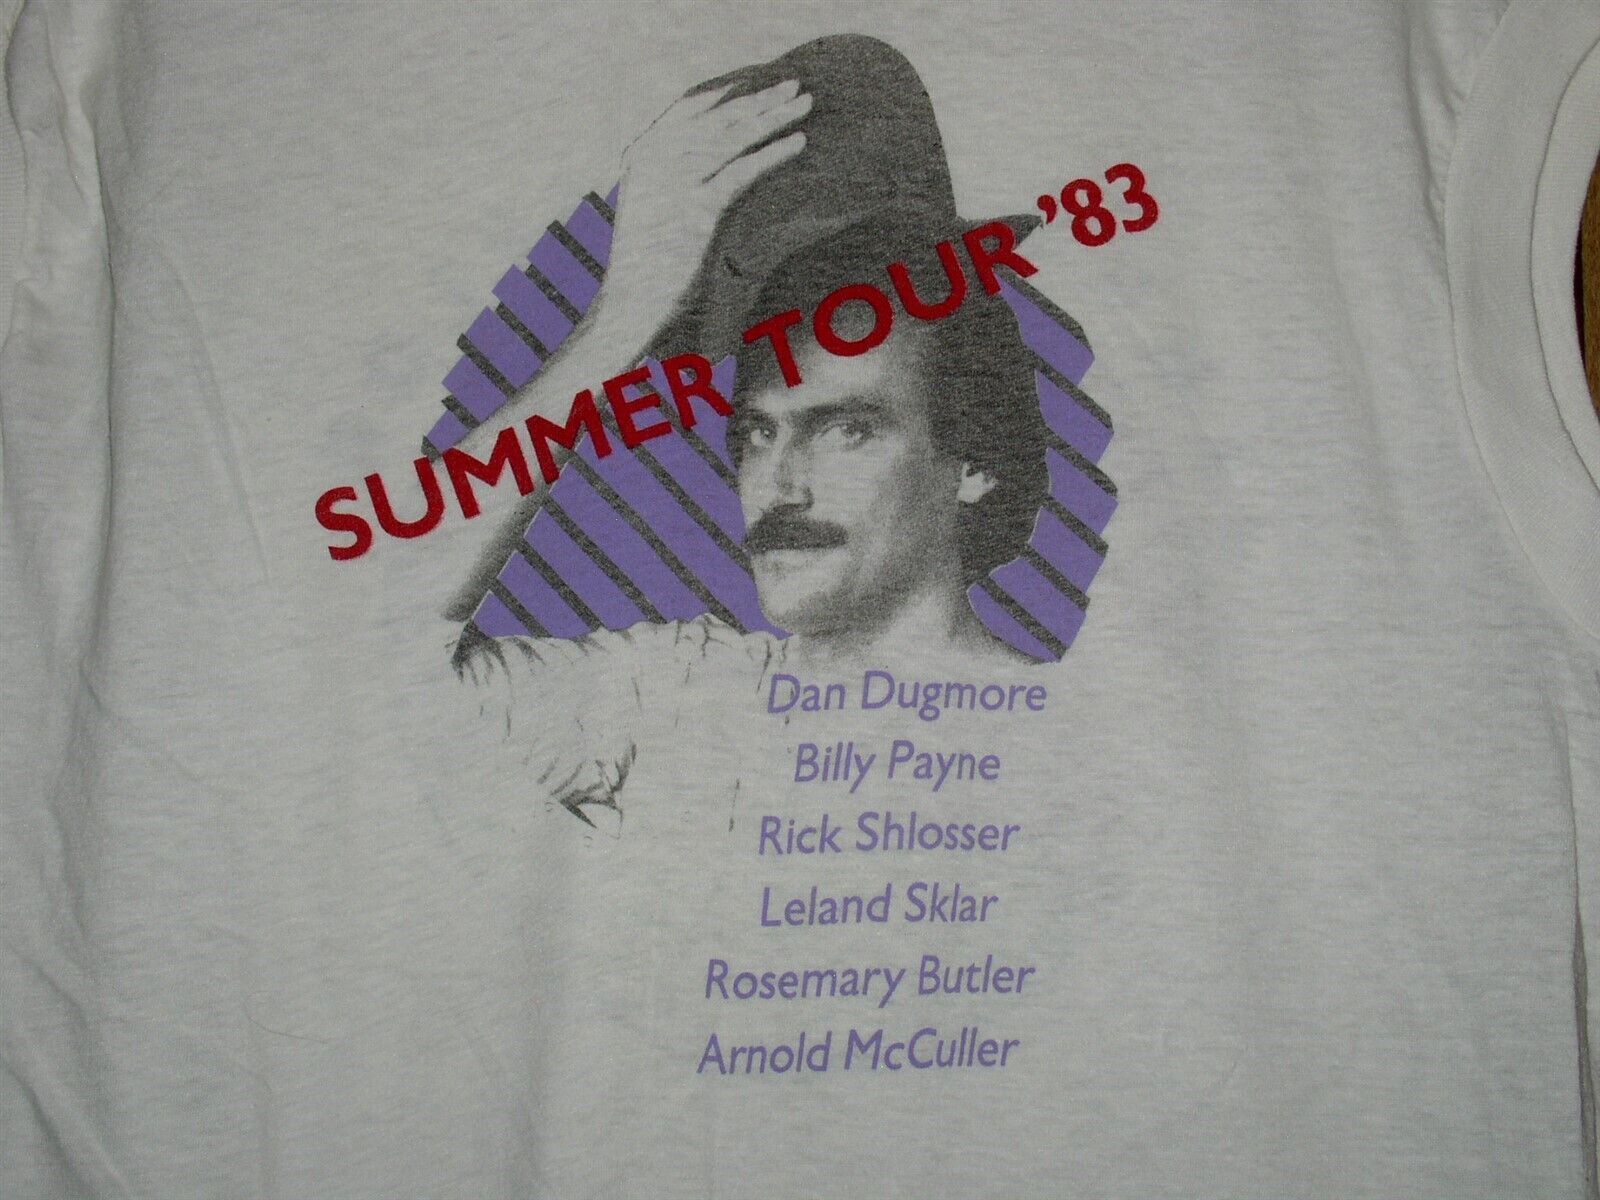 SUMMER TOUR '83
Dan Dugmore
Billy Payne
Rick Shlosser
Leland Sklar
Rosemary Butler
Arnold McCuller